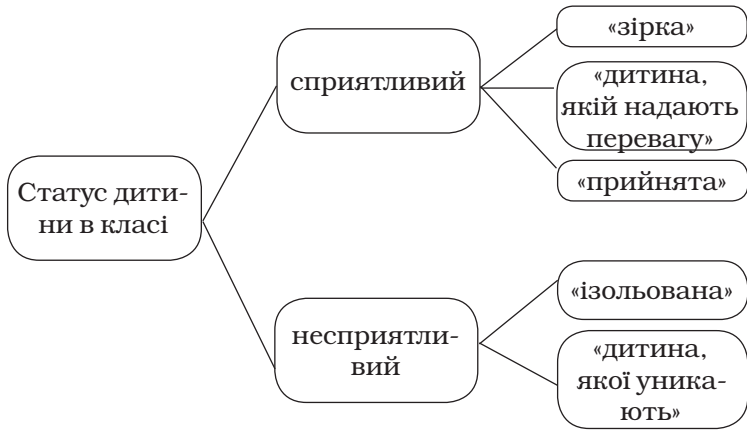 Статус дити-
ни в класі
сприятливий
«зірка»
«дитина,
якій надають
перевагу»
«прийнята»
несприятли-
вий
«ізольована»
«дитина,
якої уника-
ють»